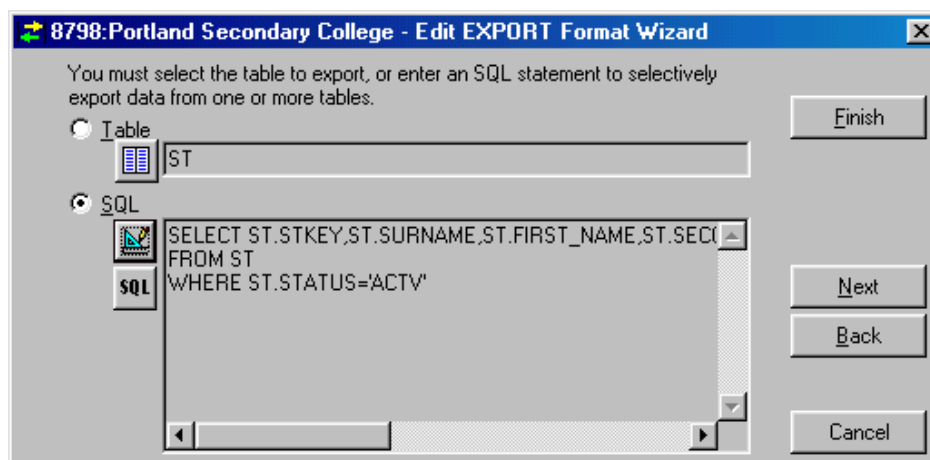 8798:Portland Secondary College - Edit EXPORT Format Wizard
You must select the table to export, or enter an SQL statement to selectively
export data from one or more tables.
Table
ST
SQL
SELECT ST.STKEY,ST.SURNAME,ST.FIRST_NAME,ST.SEC
FROM ST
WHERE ST.STATUS='ACTV'
SQL
Finish
Next
Back
Cancel